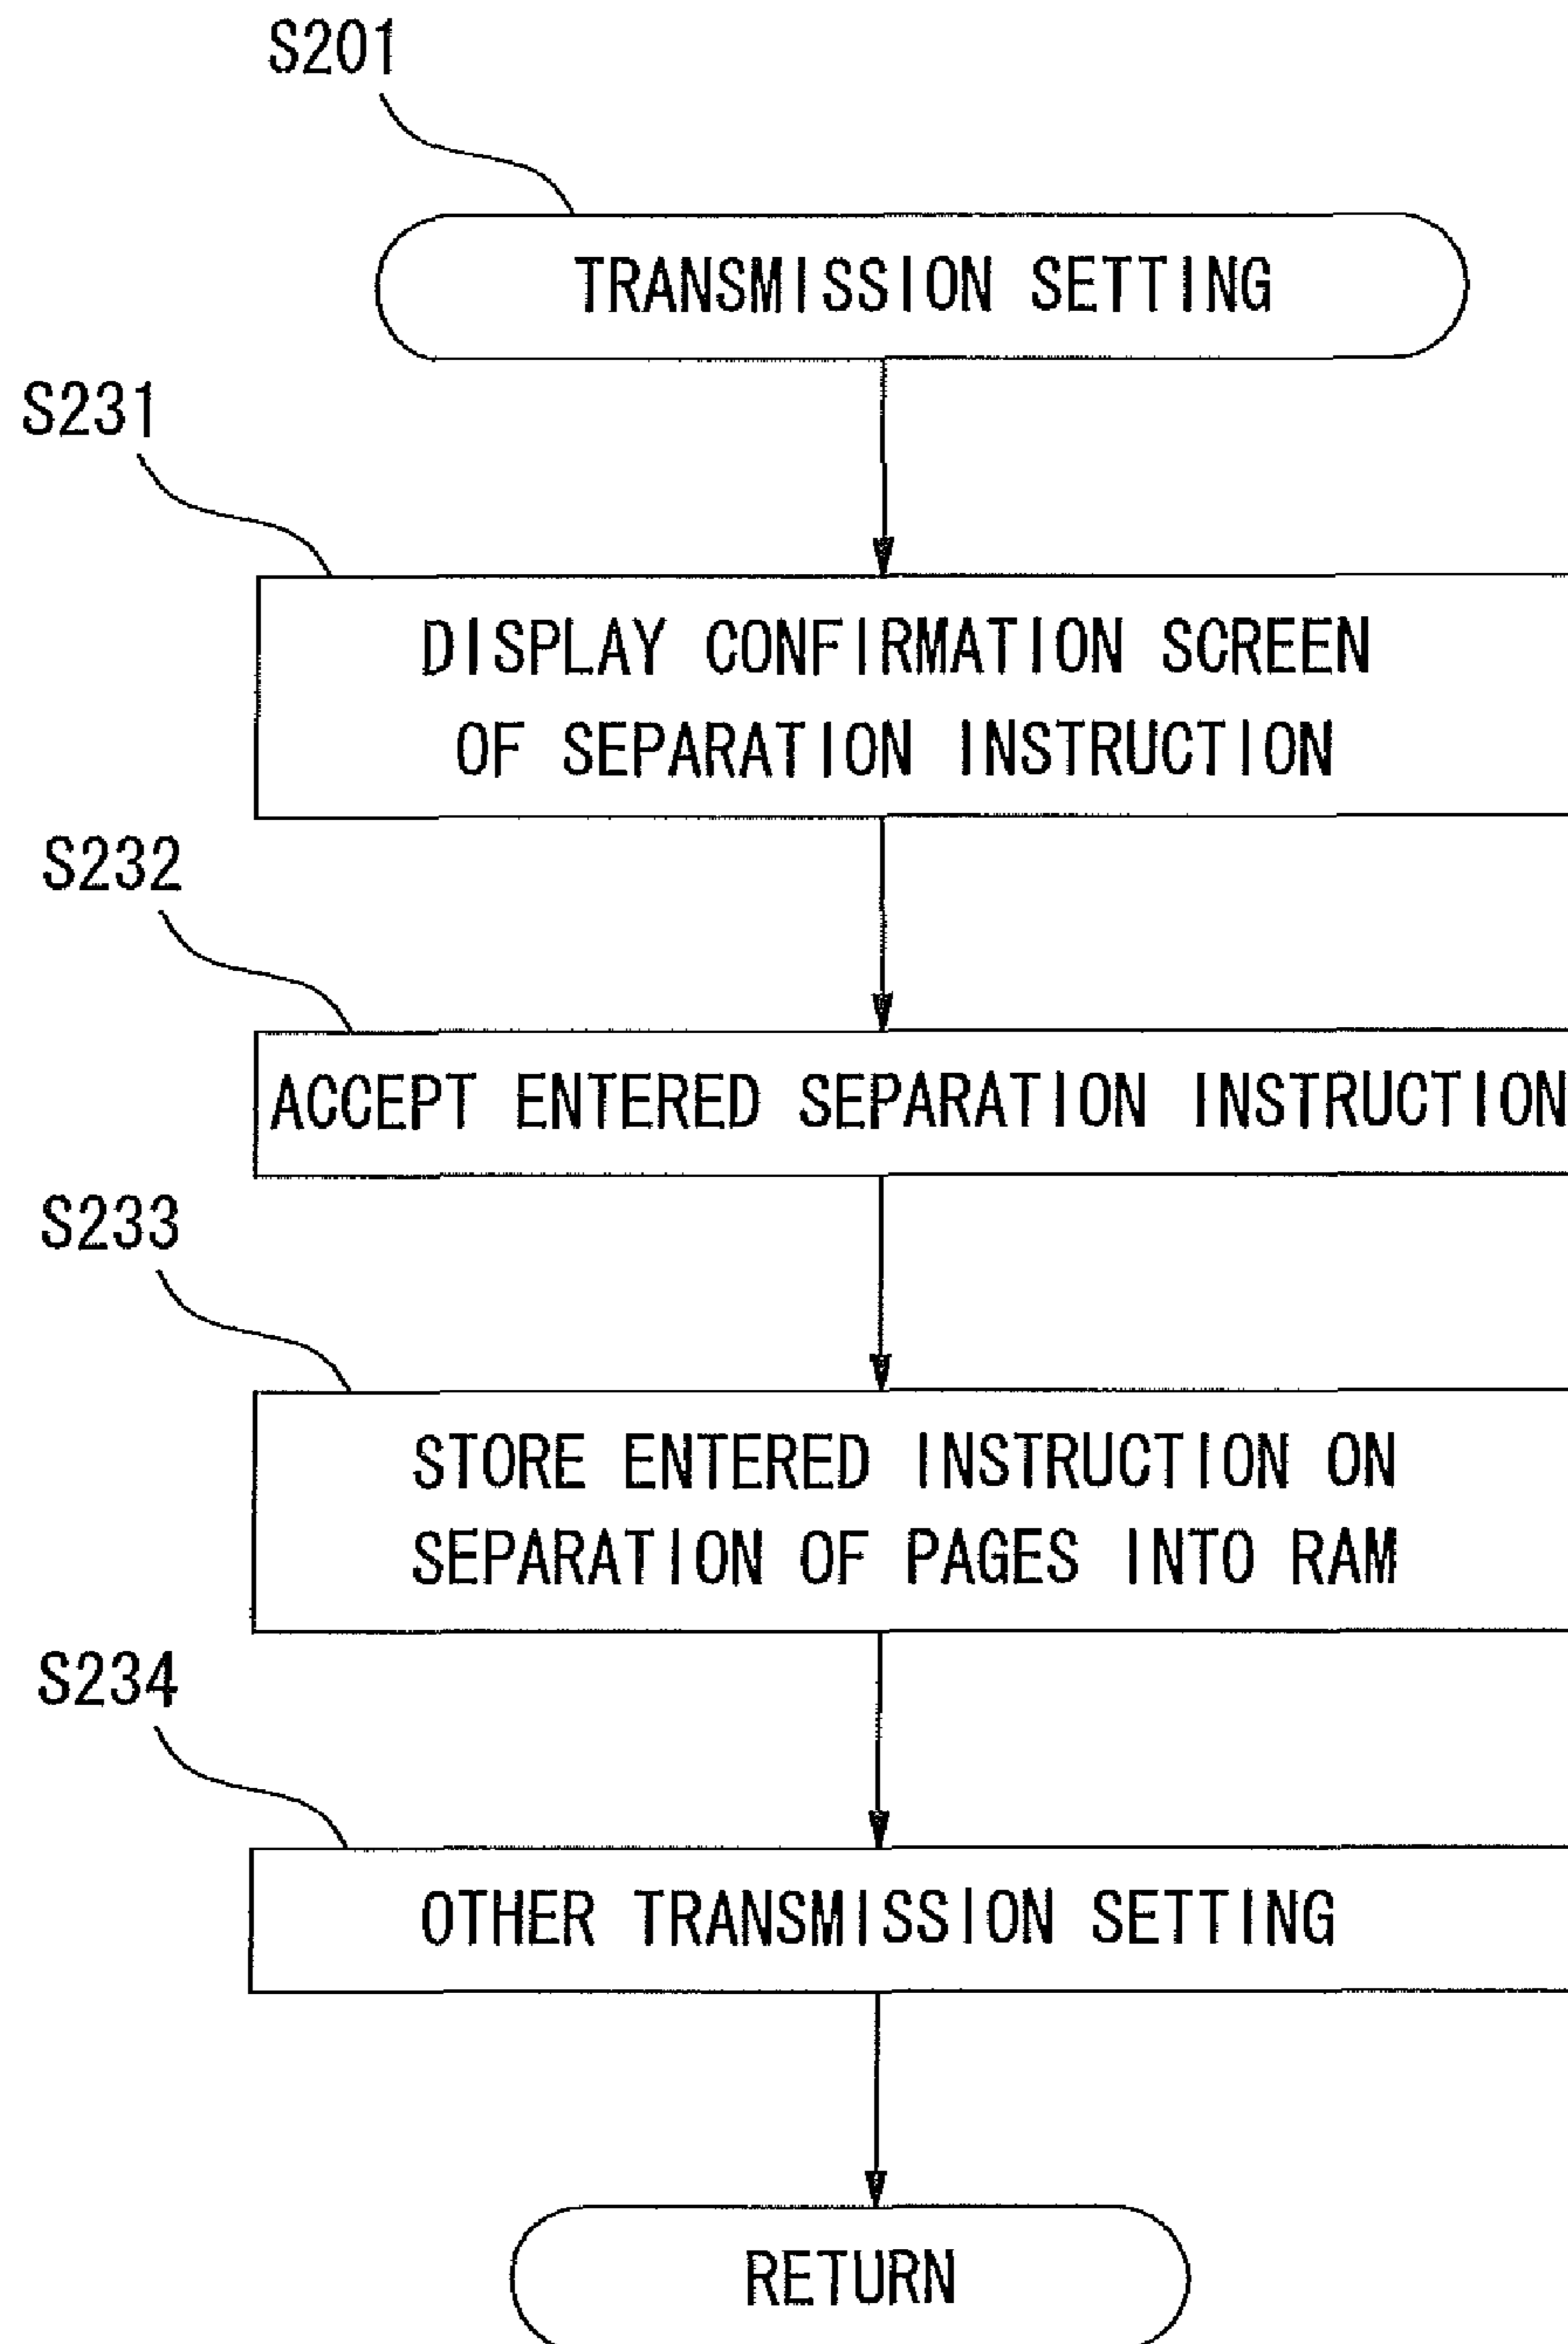 S201
TRANSMISSION SETTING
S231
DISPLAY CONFIRMATION SCREEN
OF SEPARATION INSTRUCTION
S232
ACCEPT ENTERED SEPARATION INSTRUCTION
S233
STORE ENTERED INSTRUCTION ON
SEPARATION OF PAGES INTO RAM
S234
OTHER TRANSMISSION SETTING
RETURN